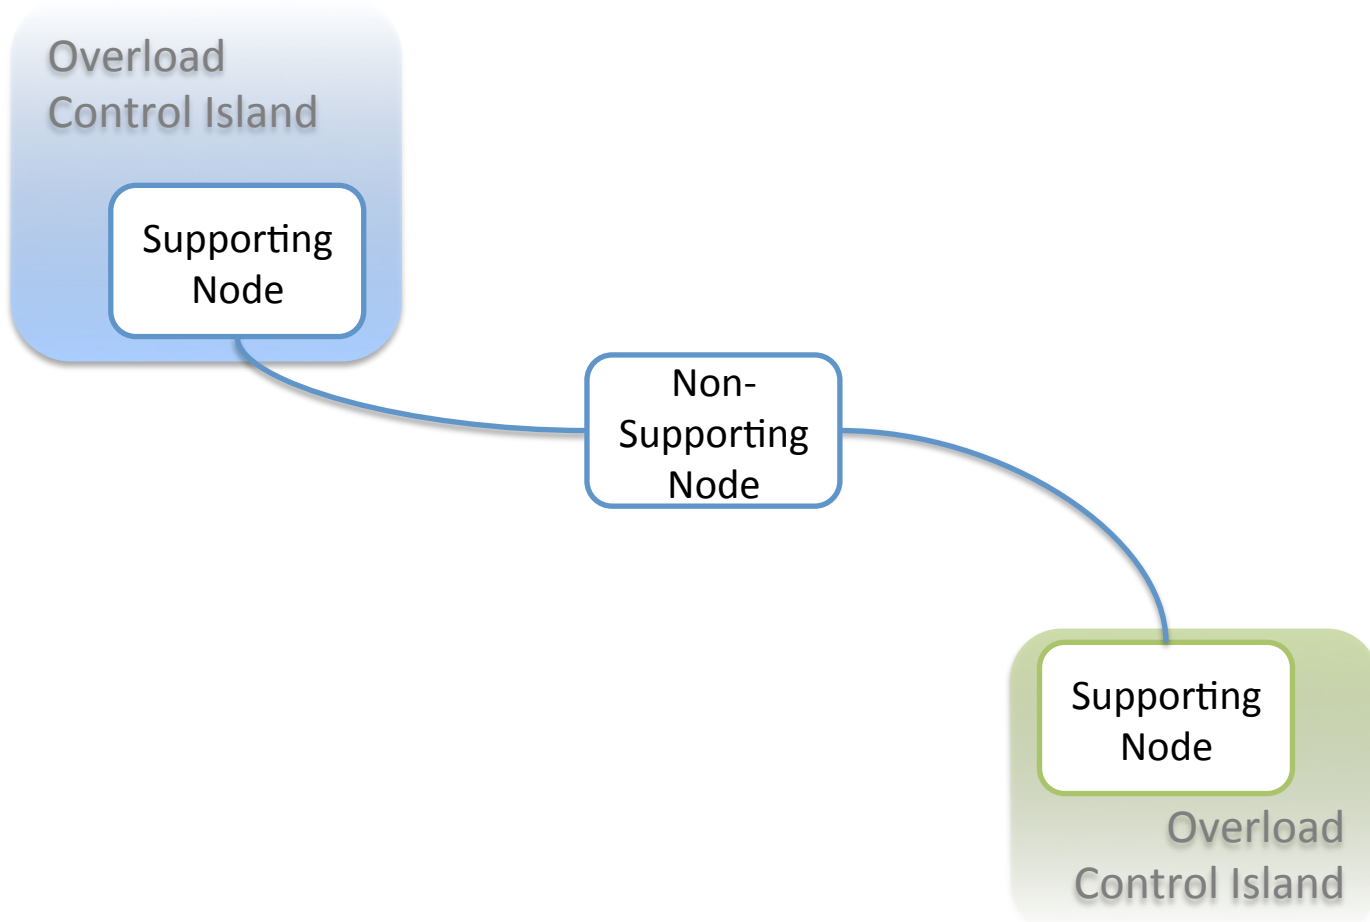 Overload
Control Island
Supporting
Node
Non-
Supporting
Node
Supporting
Node
Overload
Control Island